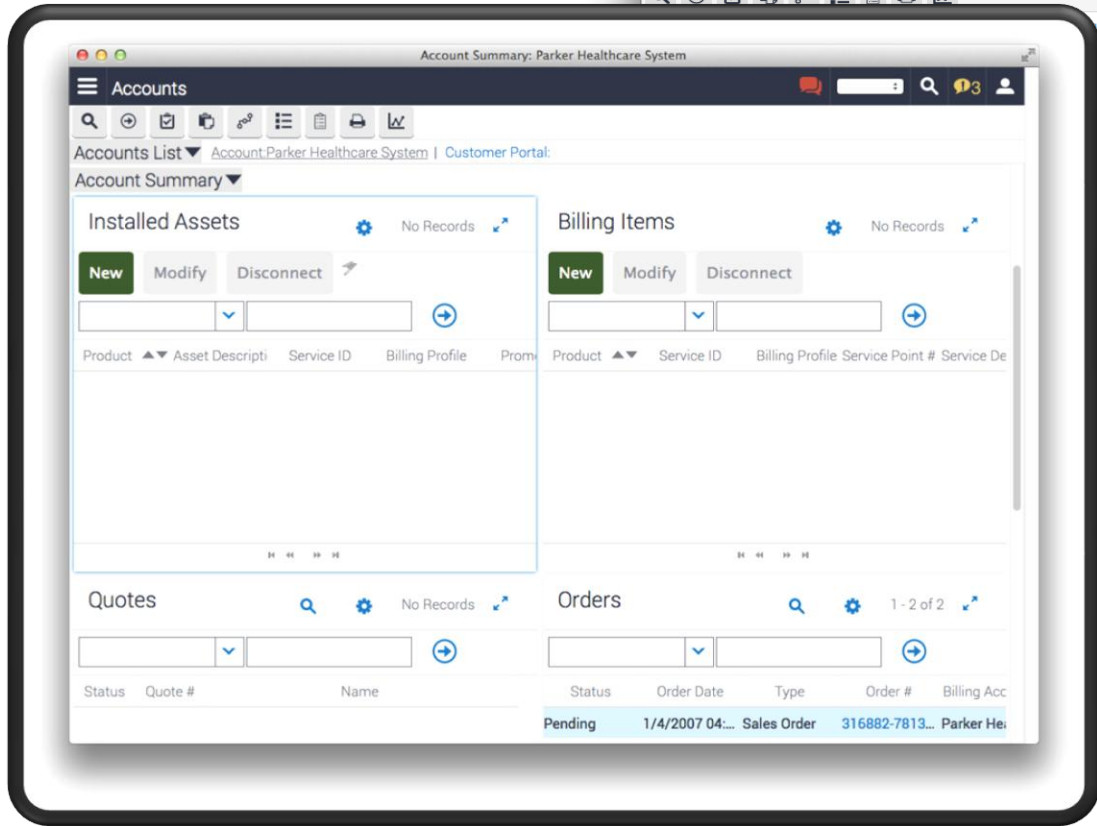 Account Summary: Parker Healthcare System
Accounts
3
Accounts List Account:Parker Healthcare System | Customer Portal:
Account Summary
Installed Assets No Records
New Modify Disconnect
Product Asset Descripti Service ID Billing Profile Prom
Billing Items No Records
New Modify Disconnect
Product Service ID Billing Profile Service Point # Service De
Quotes No Records
Status Quote # Name
Orders 1 - 2 of 2
Status Order Date Type Order # Billing Acc
Pending 1/4/2007 04:... Sales Order 316882-7813... Parker Hea